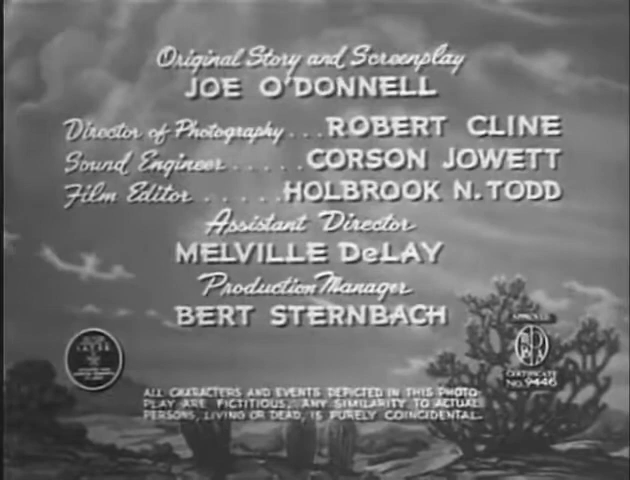 Original Story and Screenplay
JOE O'DONNELL
Director of Photography . . . ROBERT CLINE
Sound Engineer . . . . . CORSON JOWETT
Film Editor . . . . . . HOLBROOK N. TODD
Assistant Director
MELVILLE DeLAY
Production Manager
BERT STERNBACH
APPROVED
CERTIFICATE
NO. 9446
ALL CHARACTERS AND EVENTS DEPICTED IN THIS PHOTO-
PLAY ARE FICTITIOUS. ANY SIMILARITY TO ACTUAL
PERSONS, LIVING OR DEAD, IS PURELY COINCIDENTAL.